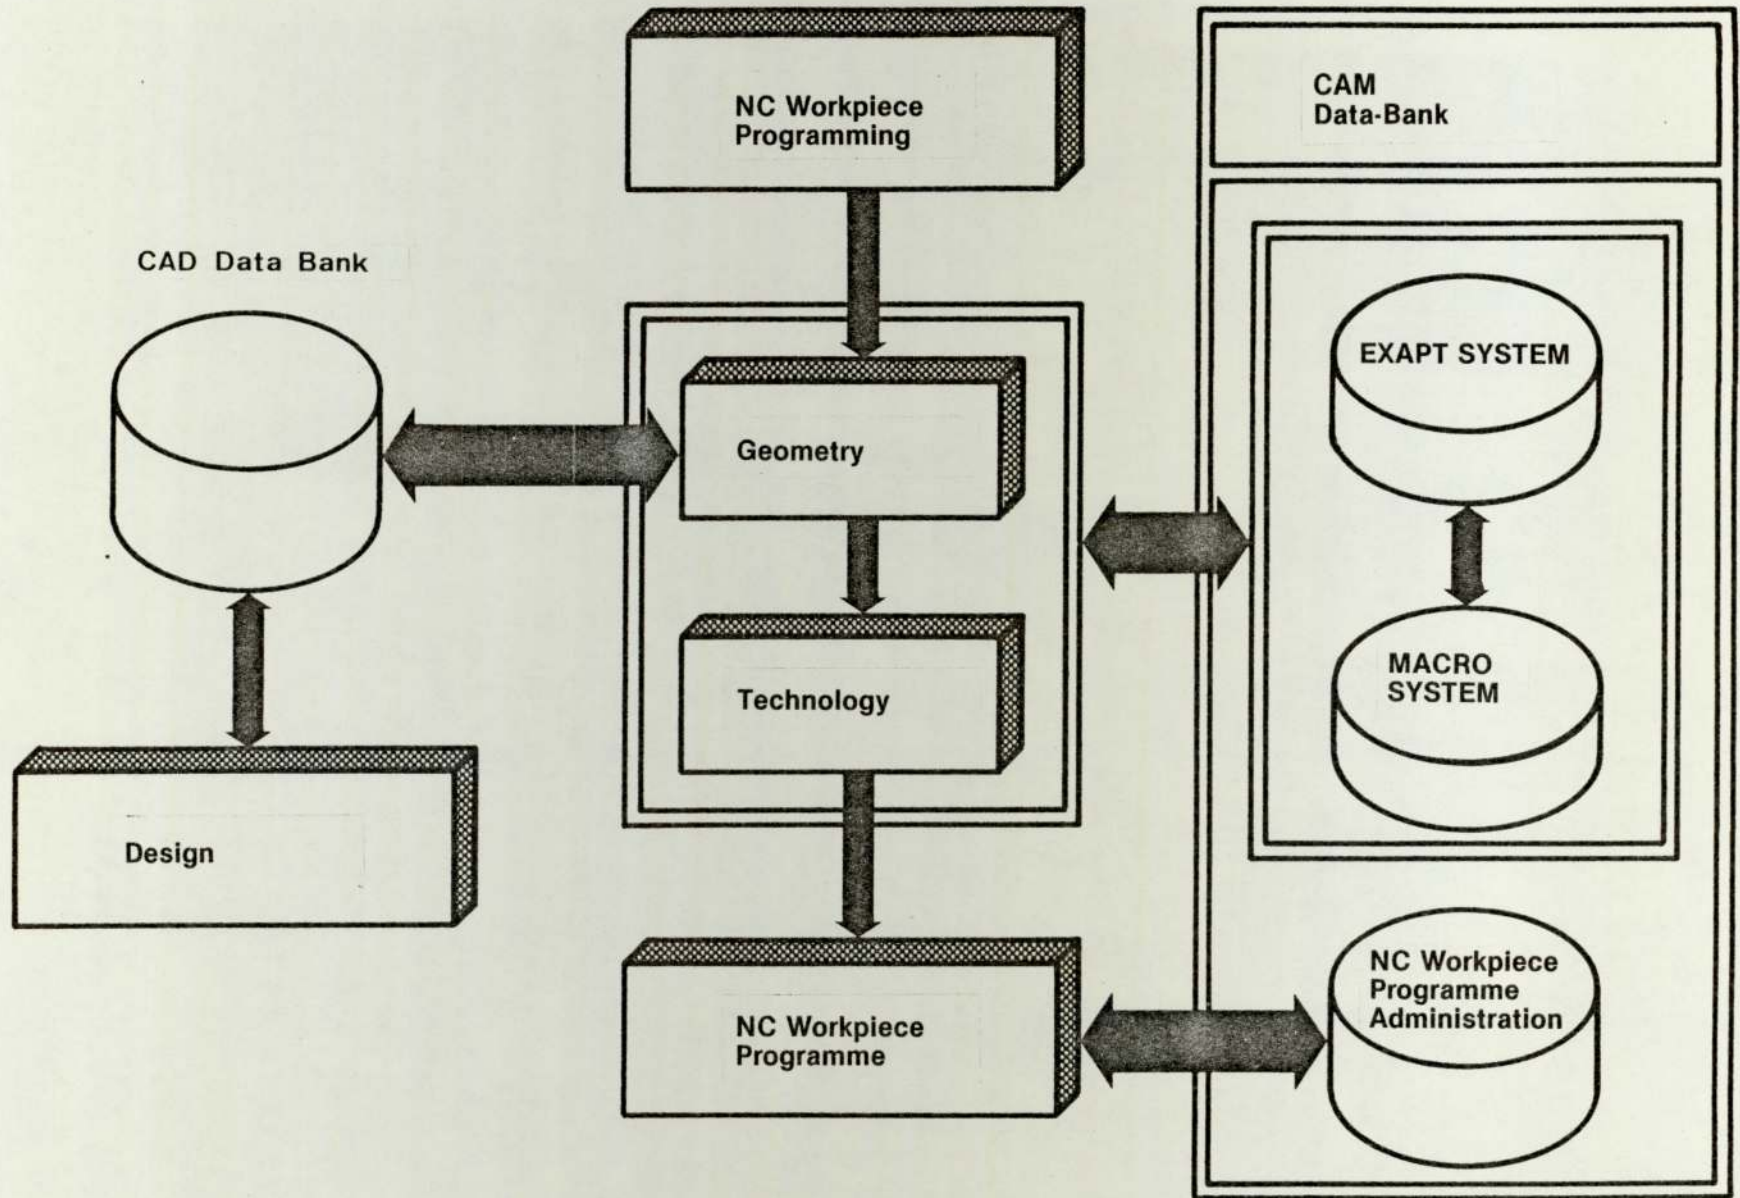 NC Workpiece
Programming
CAM
Data-Bank
CAD Data Bank
EXAPT SYSTEM
Geometry
MACRO
SYSTEM
Technology
Design
NC Workpiece
Programme
Administration
NC Workpiece
Programme